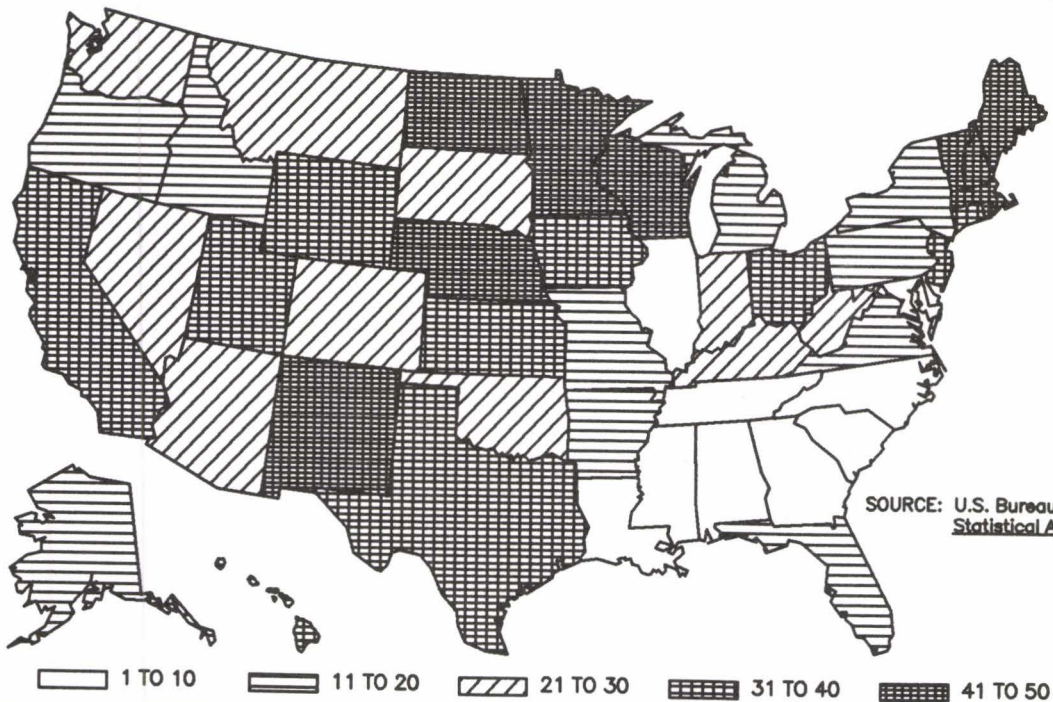 SOURCE: U.S. Bureau
Statistical A
1 TO 10
11 TO 20
21 TO 30
31 TO 40
41 TO 50